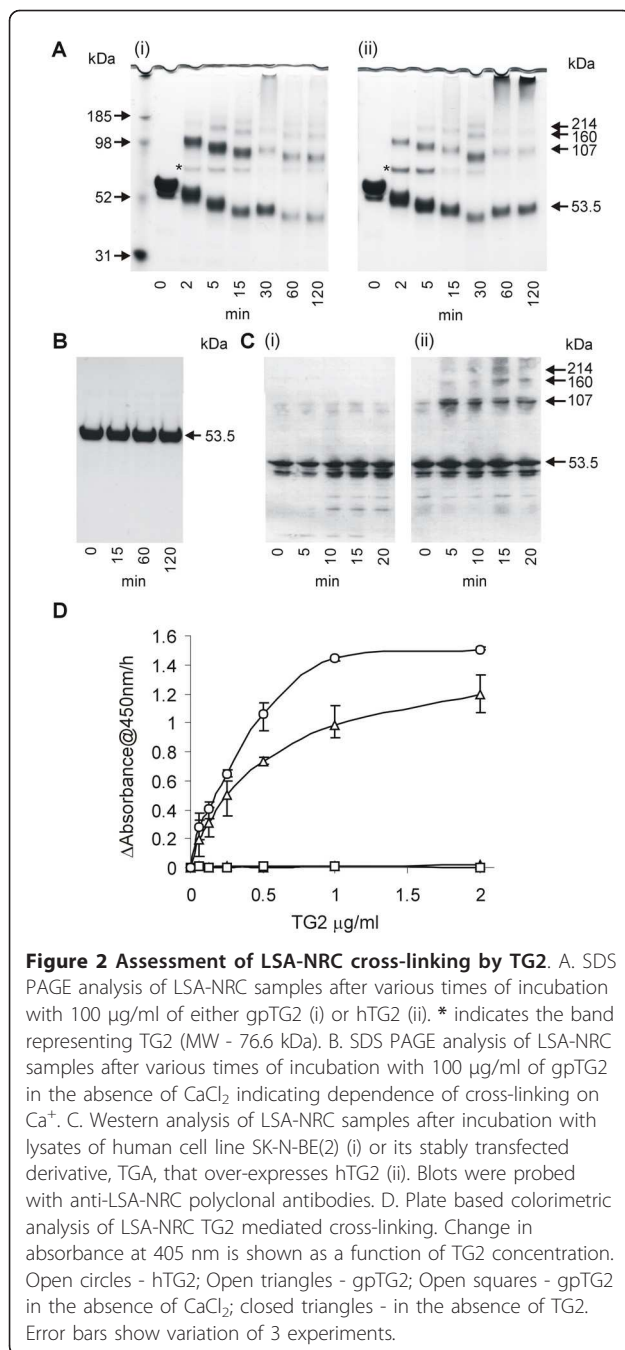 A (i) (ii)
kDa kDa
185
98
*
52
31
*
214
160
107
53.5
0 2 5 15 30 60 120
min
0 2 5 15 30 60 120
min
B kDa C (i) (ii) kDa
53.5
214
160
107
53.5
0 15 60 120
min
0 5 10 15 20
min
0 5 10 15 20
min
D
ΔAbsorbance@450nm/h
1.6
1.4
1.2
1
0.8
0.6
0.4
0.2
0
0 0.5 1 1.5 2
TG2 µg/ml
Figure 2 Assessment of LSA-NRC cross-linking by TG2. A. SDS
PAGE analysis of LSA-NRC samples after various times of incubation
with 100 µg/ml of either gpTG2 (i) or hTG2 (ii). * indicates the band
representing TG2 (MW - 76.6 kDa). B. SDS PAGE analysis of LSA-NRC
samples after various times of incubation with 100 µg/ml of gpTG2
in the absence of CaCl₂ indicating dependence of cross-linking on
Ca⁺. C. Western analysis of LSA-NRC samples after incubation with
lysates of human cell line SK-N-BE(2) (i) or its stably transfected
derivative, TGA, that over-expresses hTG2 (ii). Blots were probed
with anti-LSA-NRC polyclonal antibodies. D. Plate based colorimetric
analysis of LSA-NRC TG2 mediated cross-linking. Change in
absorbance at 405 nm is shown as a function of TG2 concentration.
Open circles - hTG2; Open triangles - gpTG2; Open squares - gpTG2
in the absence of CaCl₂; closed triangles - in the absence of TG2.
Error bars show variation of 3 experiments.